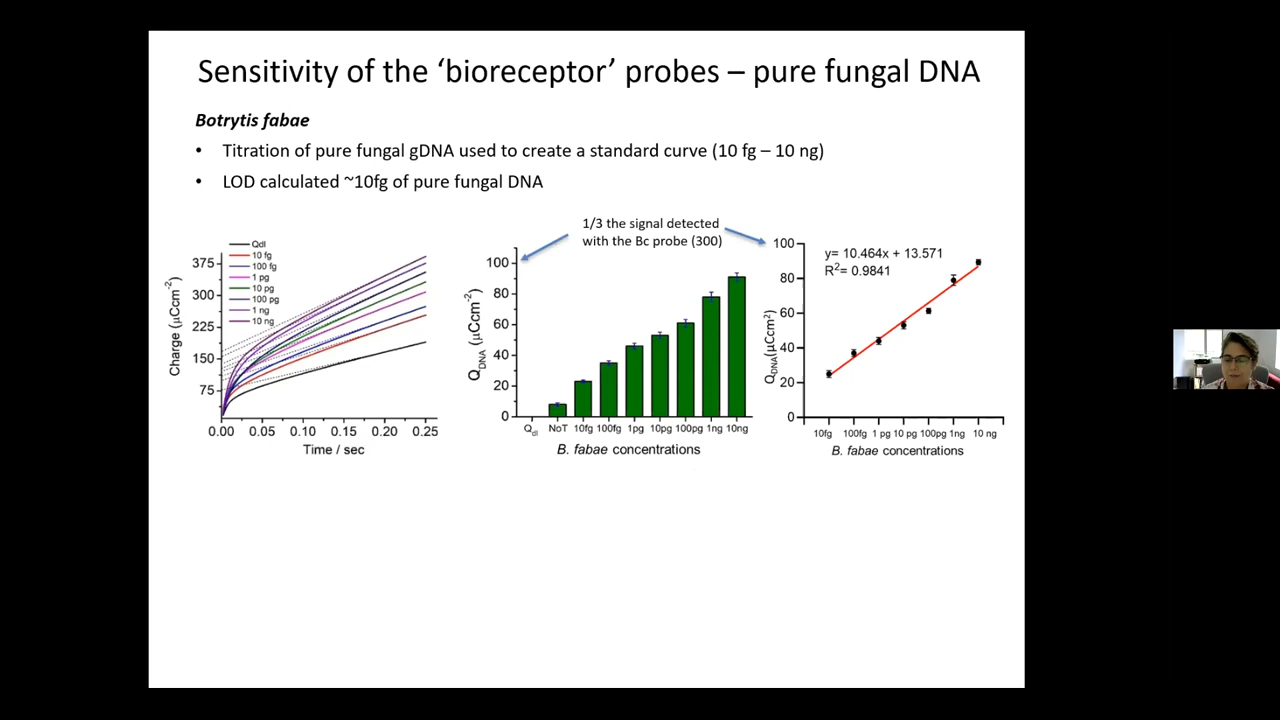 Sensitivity of the ‘bioreceptor’ probes – pure fungal DNA
Botrytis fabae
• Titration of pure fungal gDNA used to create a standard curve (10 fg – 10 ng)
• LOD calculated ~10fg of pure fungal DNA
1/3 the signal detected
with the Bc probe (300)
Charge (μCcm-2)
375
300
225
150
75
Qdl
10 fg
100 fg
1 pg
10 pg
100 pg
1 ng
10 ng
0.00 0.05 0.10 0.15 0.20 0.25
Time / sec
QDNA (μCcm-2)
100
80
60
40
20
0
Qdl NoT 10fg 100fg 1pg 10pg 100pg 1ng 10ng
B. fabae concentrations
QDNA(μCcm2)
100
80
60
40
20
0
y= 10.464x + 13.571
R2= 0.9841
10fg 100fg 1 pg 10 pg 100pg 1ng 10 ng
B. fabae concentrations